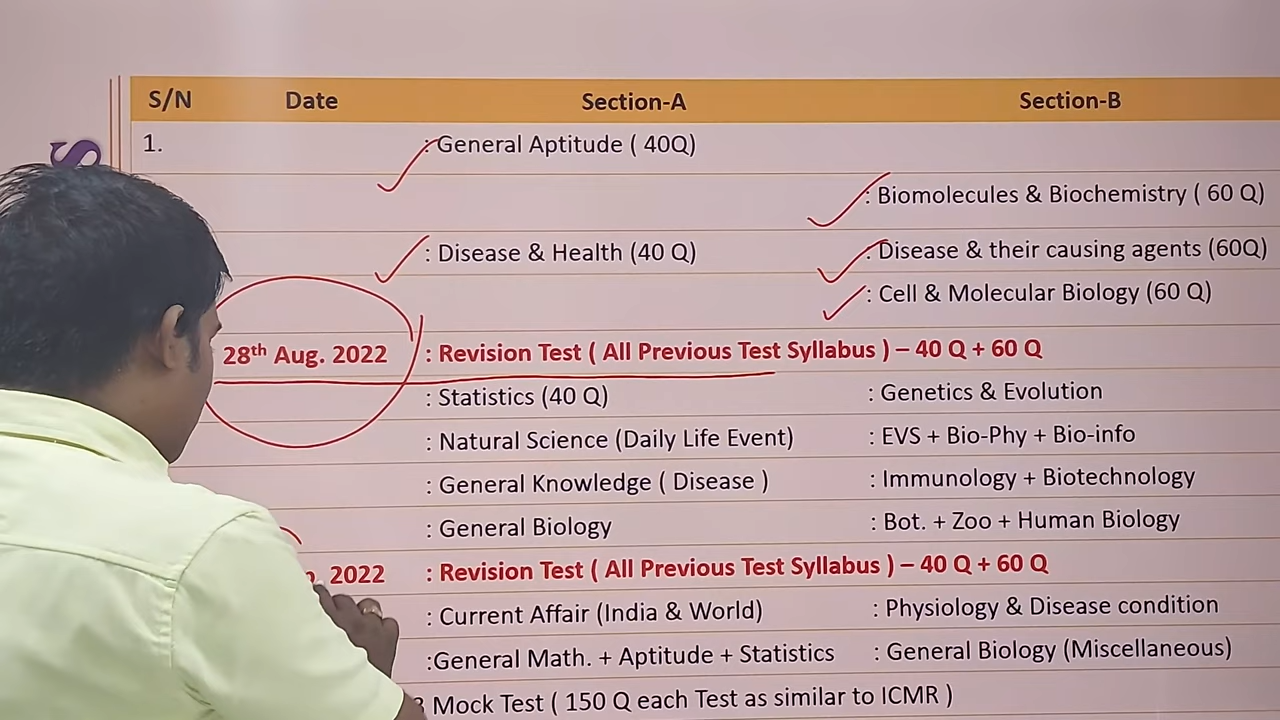 S/N Date Section-A Section-B
1. : General Aptitude ( 40Q)
: Biomolecules & Biochemistry ( 60 Q)
: Disease & Health (40 Q) : Disease & their causing agents (60Q)
: Cell & Molecular Biology (60 Q)
28th Aug. 2022 : Revision Test ( All Previous Test Syllabus ) – 40 Q + 60 Q
: Statistics (40 Q) : Genetics & Evolution
: Natural Science (Daily Life Event) : EVS + Bio-Phy + Bio-info
: General Knowledge ( Disease ) : Immunology + Biotechnology
: General Biology : Bot. + Zoo + Human Biology
2022 : Revision Test ( All Previous Test Syllabus ) – 40 Q + 60 Q
: Current Affair (India & World) : Physiology & Disease condition
:General Math. + Aptitude + Statistics : General Biology (Miscellaneous)
Mock Test ( 150 Q each Test as similar to ICMR )